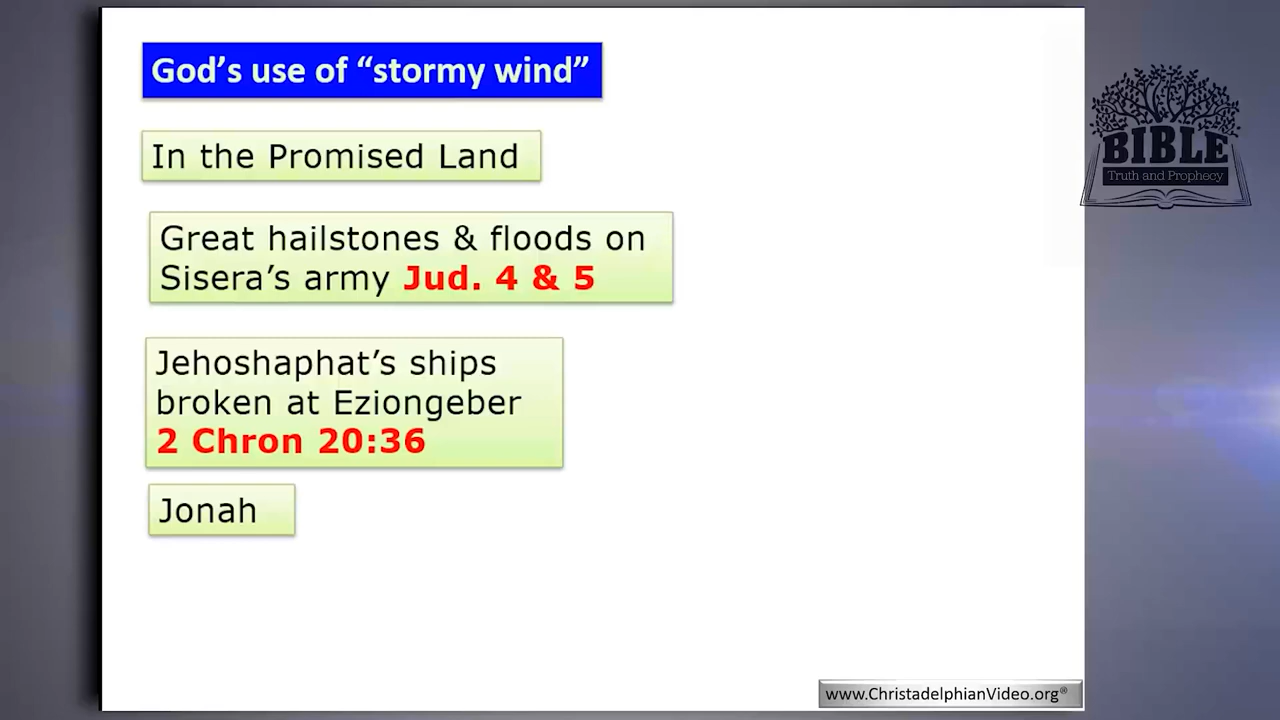 God’s use of “stormy wind”
In the Promised Land
Great hailstones & floods on
Sisera’s army Jud. 4 & 5
Jehoshaphat’s ships
broken at Eziongeber
2 Chron 20:36
Jonah
BIBLE
Truth and Prophecy
www.ChristadelphianVideo.org®